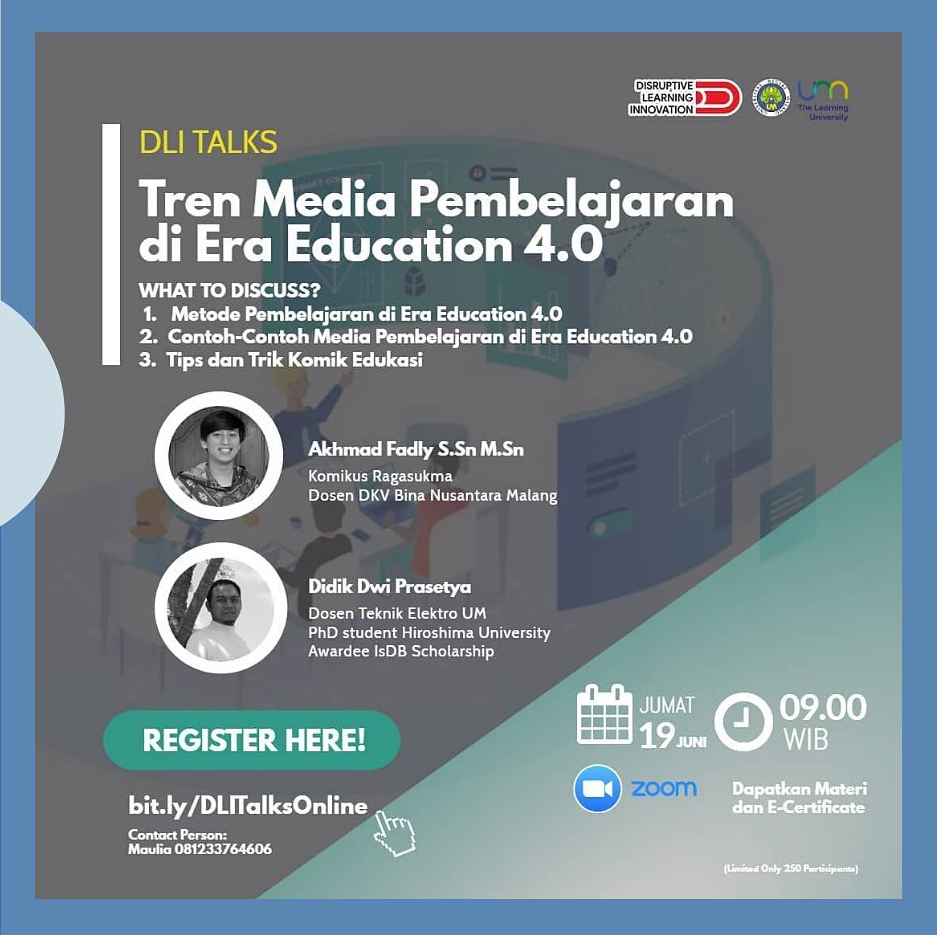 DISRUPTIVE
LEARNING
INNOVATION
The Learning
University
DLI TALKS
Tren Media Pembelajaran
di Era Education 4.0
WHAT TO DISCUSS?
1. Metode Pembelajaran di Era Education 4.0
2. Contoh-Contoh Media Pembelajaran di Era Education 4.0
3. Tips dan Trik Komik Edukasi
Akhmad Fadly S.Sn M.Sn
Komikus Ragasukma
Dosen DKV Bina Nusantara Malang
Didik Dwi Prasetya
Dosen Teknik Elektro UM
PhD student Hiroshima University
Awardee IsDB Scholarship
JUMAT
19 JUNI
09.00
WIB
zoom
Dapatkan Materi
dan E-Certificate
REGISTER HERE!
bit.ly/DLITalksOnline
Contact Person:
Maulia 081233764606
(Limited Only 250 Participants)